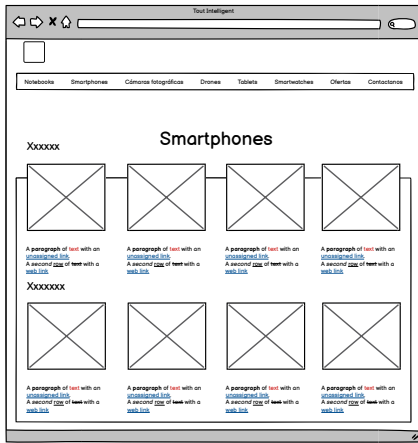 Tout Intelligent
Notebooks Smartphones Cámaras fotográficas Drones Tablets Smartwatches Ofertas Contactanos
Smartphones
Xxxxxx
A paragraph of text with an A paragraph of text with an A paragraph of text with an A paragraph of text with an
unassigned link. unassigned link. unassigned link. unassigned link.
A second row of text with a A second row of text with a A second row of text with a A second row of text with a
web link web link web link web link
Xxxxxxx
A paragraph of text with an A paragraph of text with an A paragraph of text with an A paragraph of text with an
unassigned link. unassigned link. unassigned link. unassigned link.
A second row of text with a A second row of text with a A second row of text with a A second row of text with a
web link web link web link web link